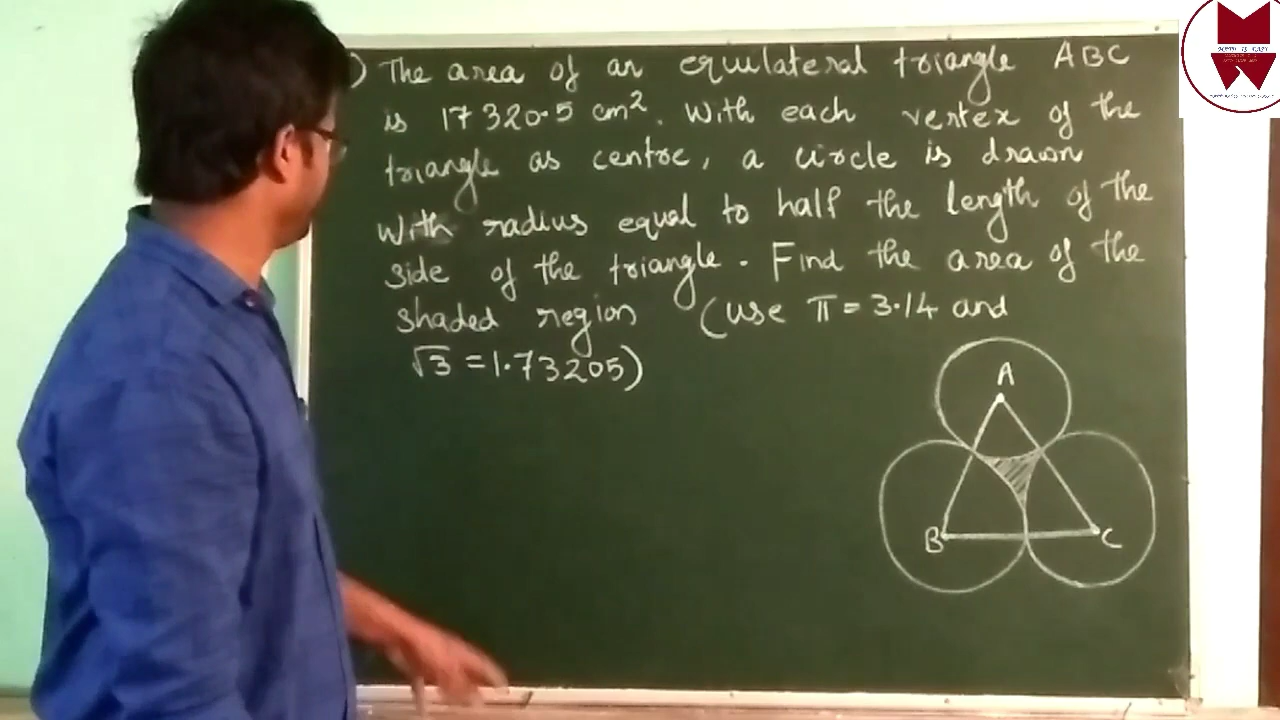 ) The area of an equilateral triangle ABC
is 17320.5 cm². With each vertex of the
triangle as centre, a circle is drawn
With radius equal to half the length of the
side of the triangle. Find the area of the
shaded region (use π = 3.14 and
√3 = 1.73205)
A
B
C